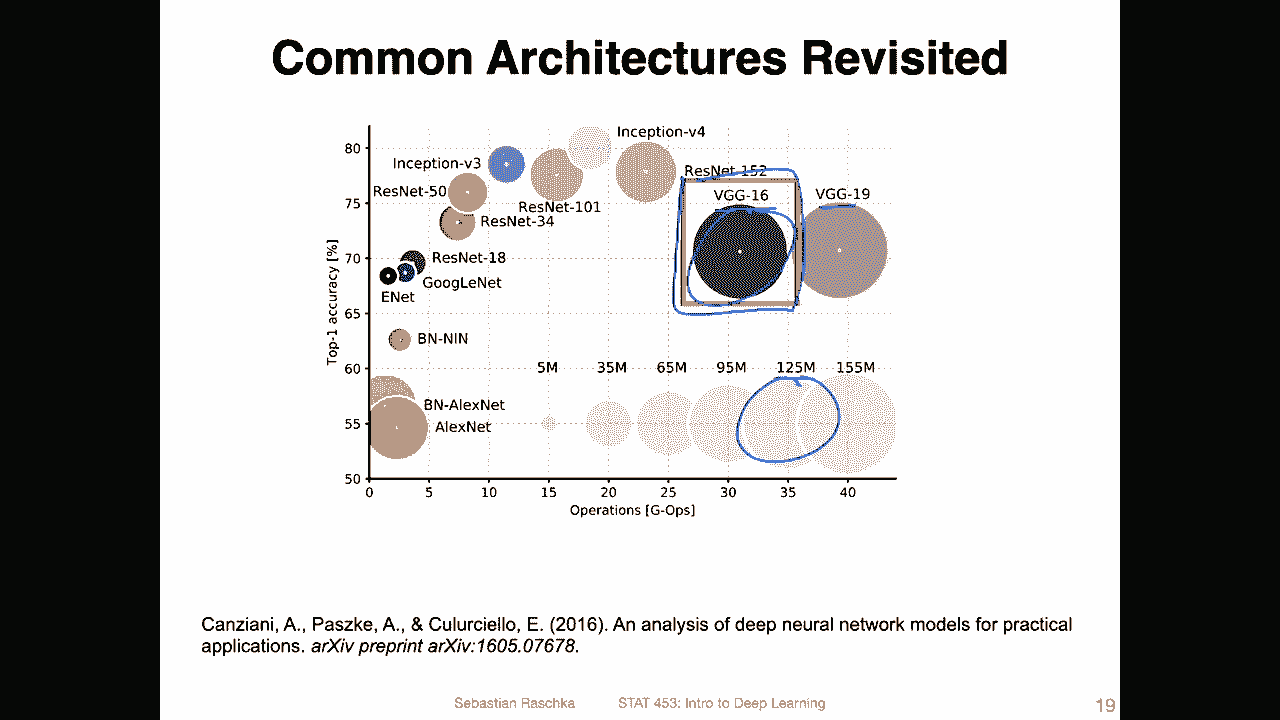 Common Architectures Revisited
Inception-v4
80
Inception-v3
ResNet-152
ResNet-50
VGG-16
VGG-19
75
ResNet-101
ResNet-34
70
ResNet-18
GoogLeNet
ENet
65
BN-NIN
60
5M 35M 65M 95M 125M 155M
BN-AlexNet
55
AlexNet
50
0 5 10 15 20 25 30 35 40
Operations [G-Ops]
Top-1 accuracy [%]
Canziani, A., Paszke, A., & Culurciello, E. (2016). An analysis of deep neural network models for practical
applications. arXiv preprint arXiv:1605.07678.
Sebastian Raschka STAT 453: Intro to Deep Learning
19